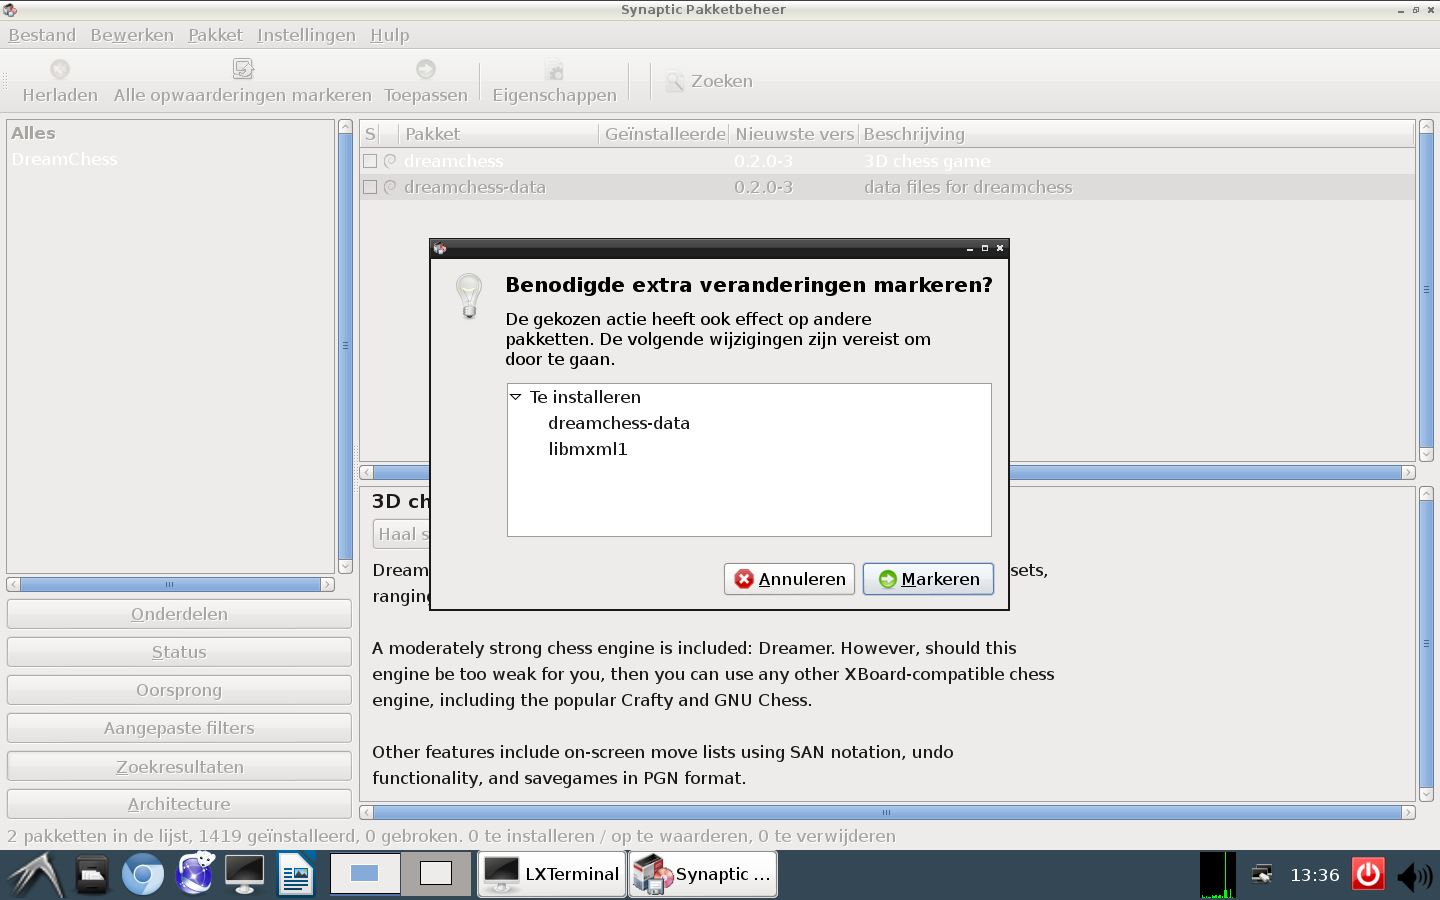 Synaptic Pakketbeheer
Bestand Bewerken Pakket Instellingen Hulp
Herladen Alle opwaarderingen markeren Toepassen Eigenschappen Zoeken
Alles
DreamChess
S Pakket Geïnstalleerde Nieuwste vers Beschrijving
dreamchess 0.2.0-3 3D chess game
dreamchess-data 0.2.0-3 data files for dreamchess
Benodigde extra veranderingen markeren?
De gekozen actie heeft ook effect op andere
pakketten. De volgende wijzigingen zijn vereist om
door te gaan.
Te installeren
dreamchess-data
libmxml1
Annuleren Markeren
3D ch
Haal s
Dream sets,
ranging
A moderately strong chess engine is included: Dreamer. However, should this
engine be too weak for you, then you can use any other XBoard-compatible chess
engine, including the popular Crafty and GNU Chess.
Other features include on-screen move lists using SAN notation, undo
functionality, and savegames in PGN format.
Onderdelen
Status
Oorsprong
Aangepaste filters
Zoekresultaten
Architecture
2 pakketten in de lijst, 1419 geïnstalleerd, 0 gebroken. 0 te installeren / op te waarderen, 0 te verwijderen
LXTerminal Synaptic ... 13:36